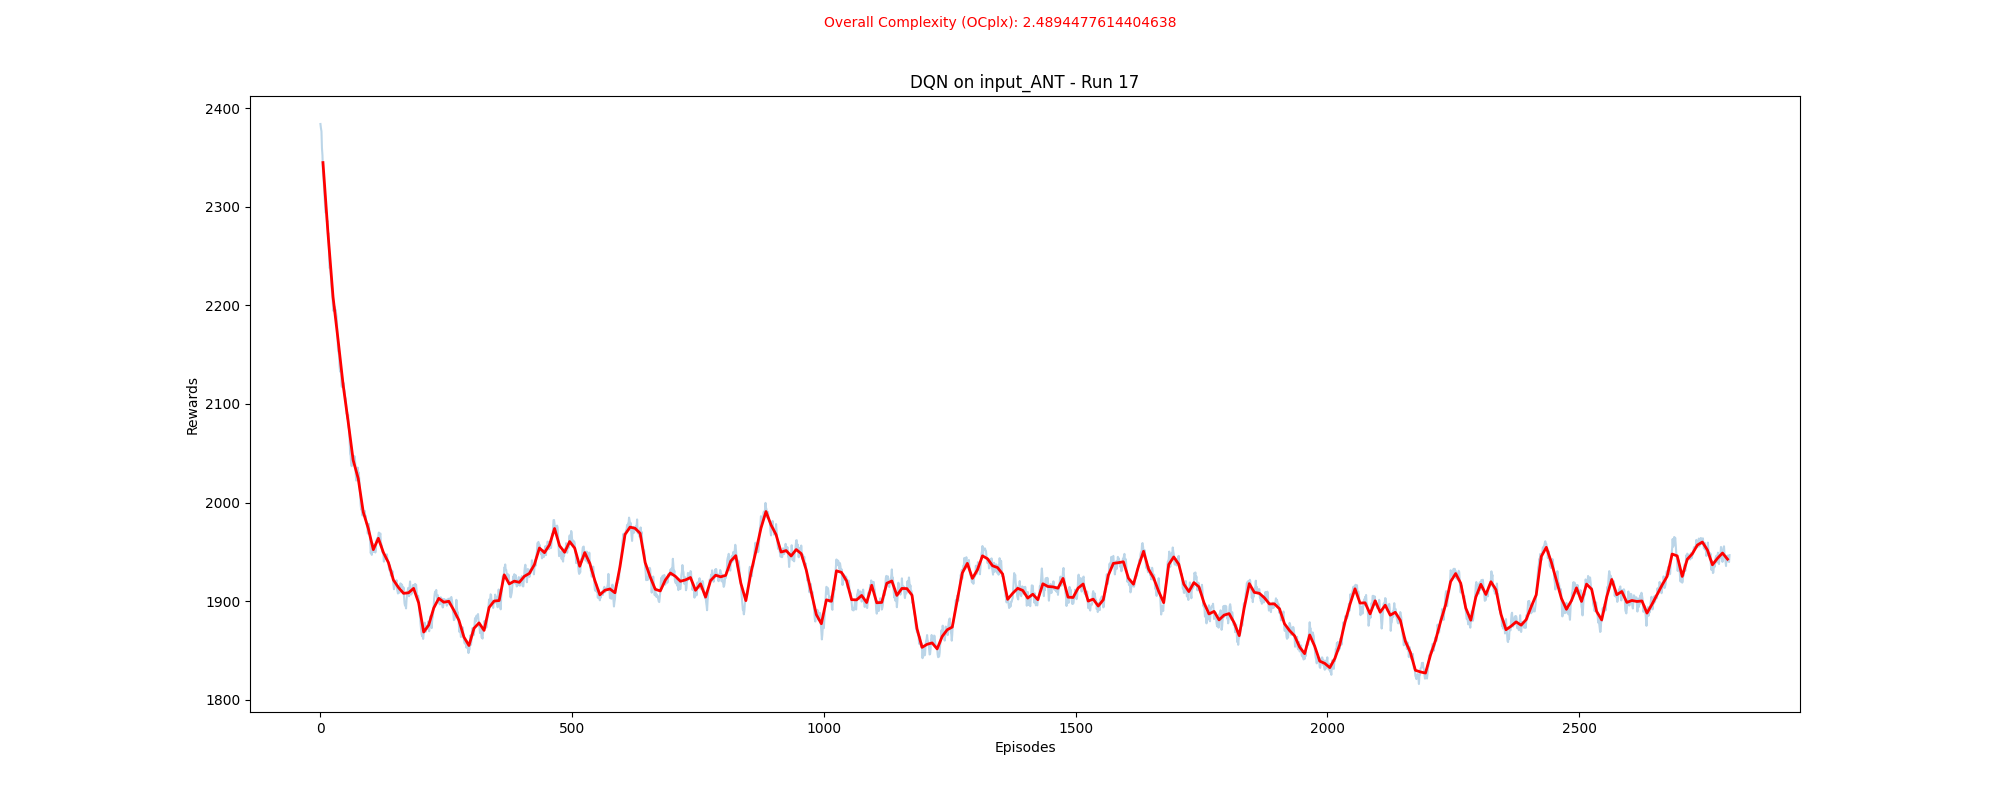 Overall Complexity (OCplx): 2.4894477614404638
DQN on input_ANT - Run 17
2400
2300
2200
2100
2000
1900
1800
Rewards
0 500 1000 1500 2000 2500
Episodes